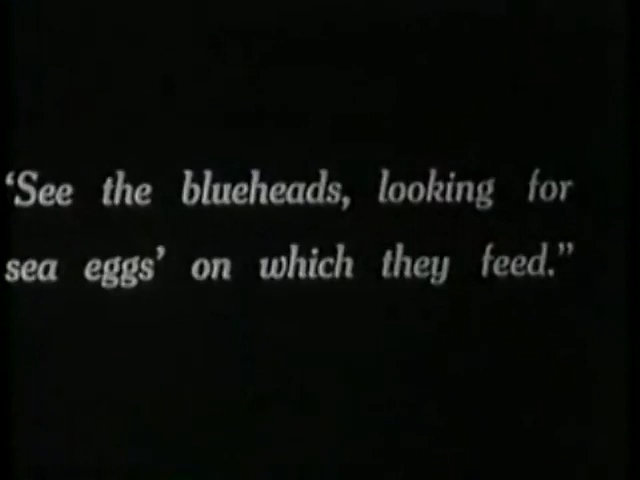 ‘See the blueheads, looking for
sea eggs’ on which they feed.”